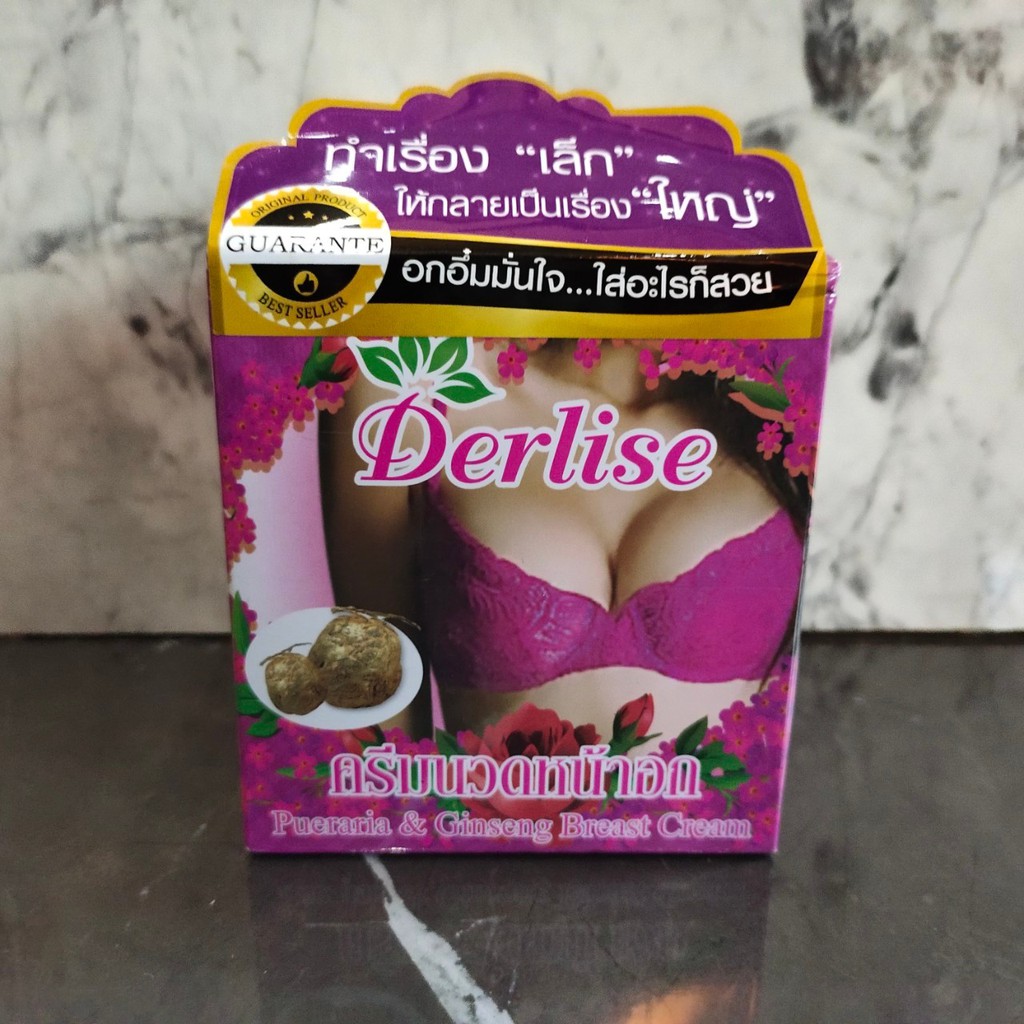 ทำเรื่อง "เล็ก"
ให้กลายเป็นเรื่อง "ใหญ่"
ORIGINAL PRODUCT
GUARANTE
BEST SELLER
อกอึ๋มมั่นใจ...ใส่อะไรก็สวย
Derlise
ครีมนวดหน้าอก
Pueraria & Ginseng Breast Cream